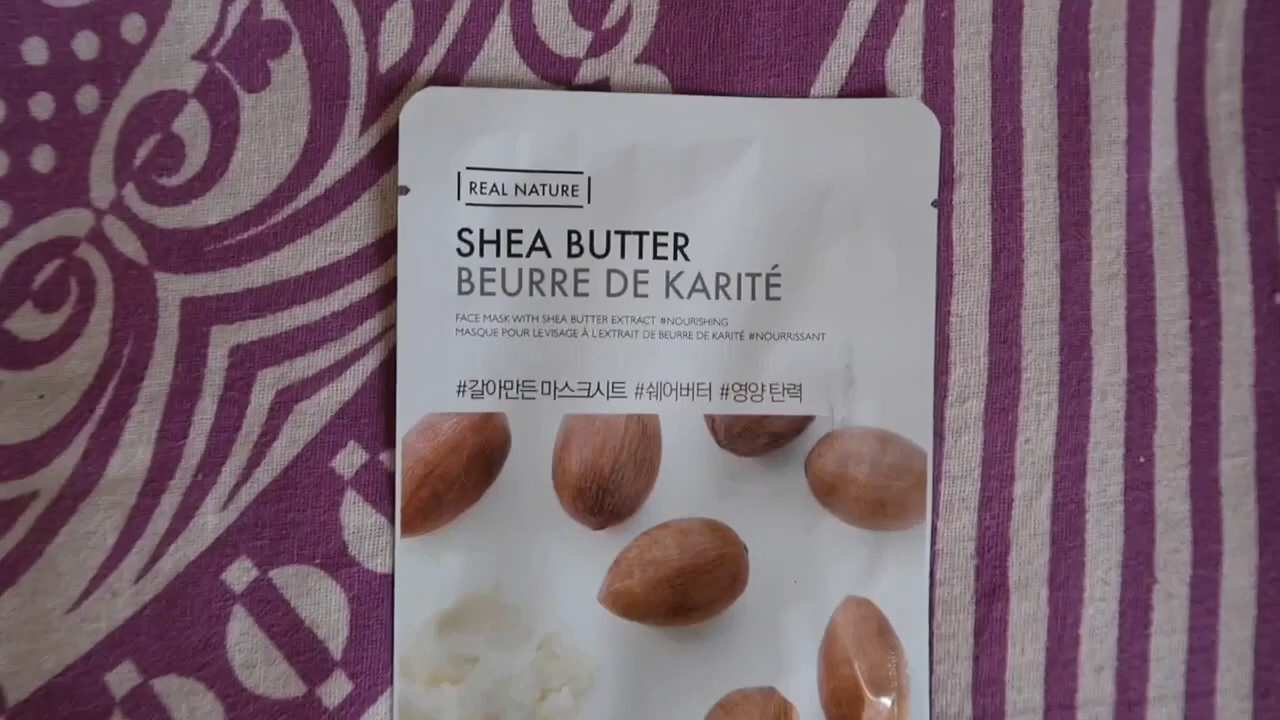 REAL NATURE
SHEA BUTTER
BEURRE DE KARITÉ
FACE MASK WITH SHEA BUTTER EXTRACT #NOURISHING
MASQUE POUR LE VISAGE À L'EXTRAIT DE BEURRE DE KARITÉ #NOURRISSANT
#갈아만든 마스크시트 #쉐어버터 #영양 탄력